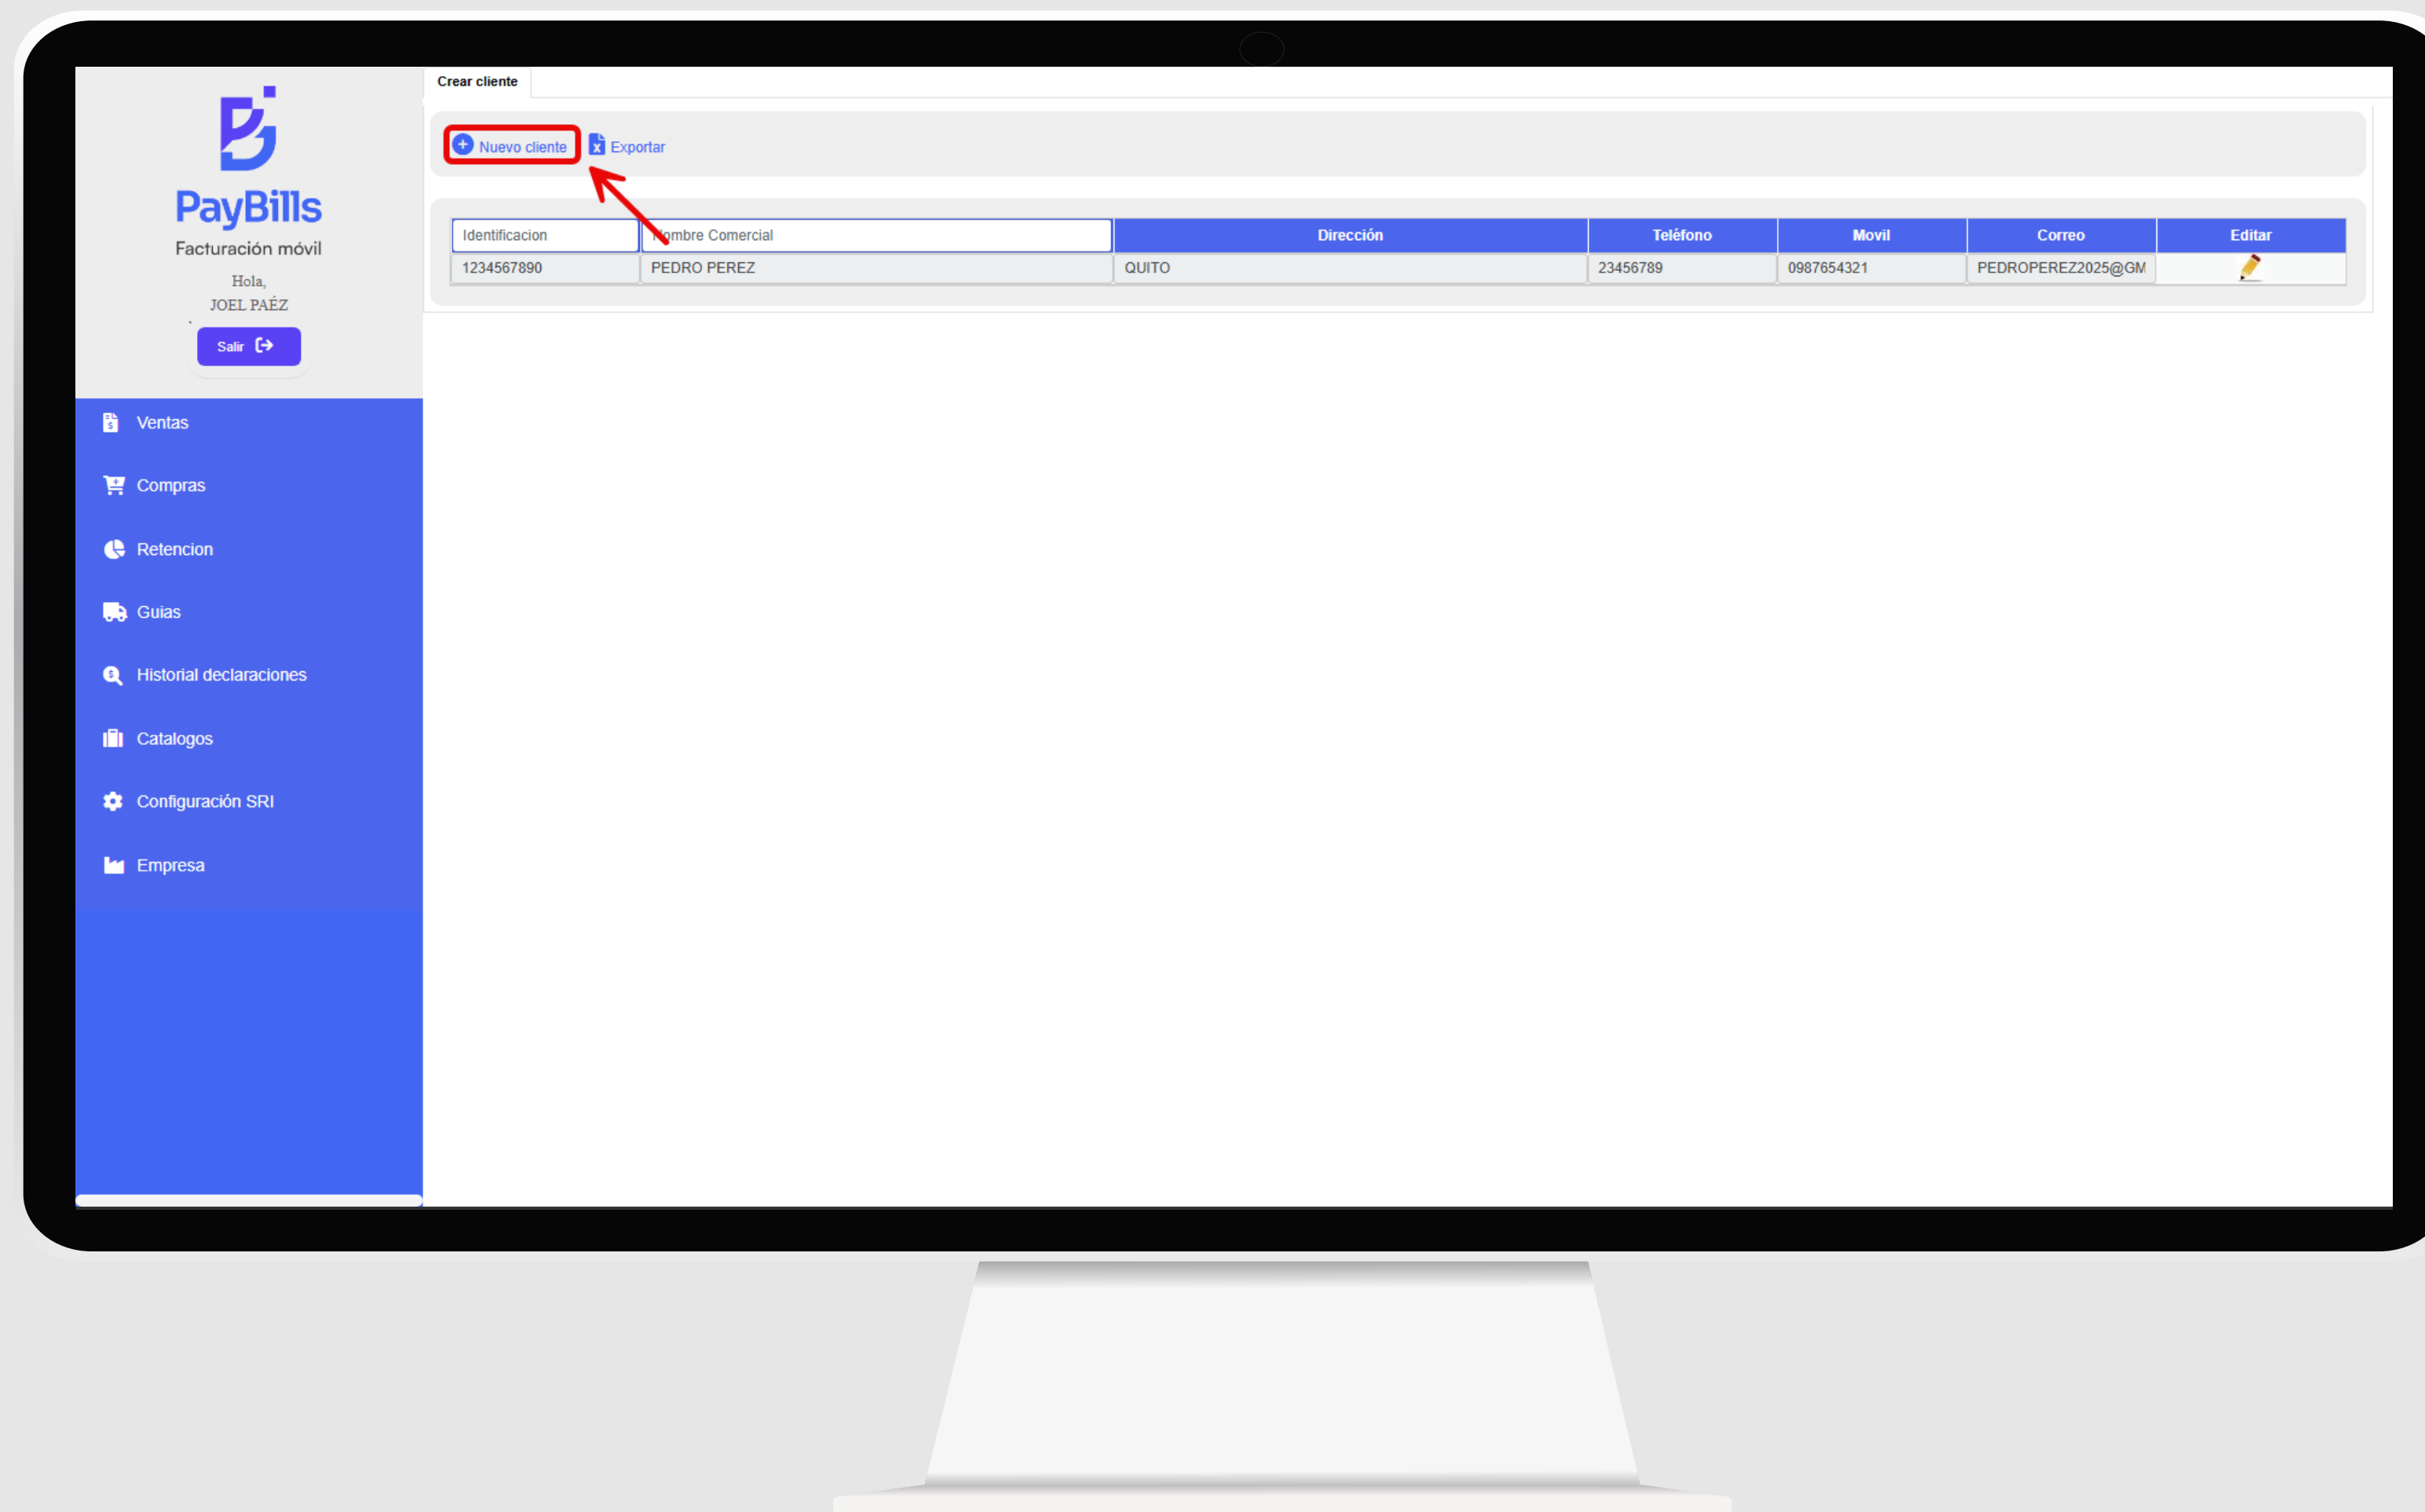 Crear cliente
Nuevo cliente
Exportar
PayBills
Facturación móvil
Hola,
JOEL PAÉZ
Salir
Identificacion
Nombre Comercial
Dirección
Teléfono
Movil
Correo
Editar
1234567890
PEDRO PEREZ
QUITO
23456789
0987654321
PEDROPEREZ2025@GM
Ventas
Compras
Retencion
Guias
Historial declaraciones
Catalogos
Configuración SRI
Empresa